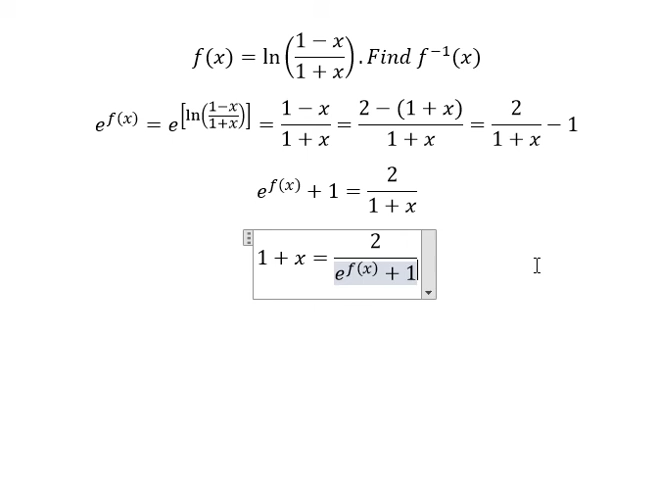 f(x) = ln((1 − x)/(1 + x)). Find f⁻¹(x)
e^f(x) = e^[ln((1−x)/(1+x))] = (1 − x)/(1 + x) = (2 − (1 + x))/(1 + x) = 2/(1 + x) − 1
e^f(x) + 1 = 2/(1 + x)
1 + x = 2/(e^f(x) + 1)